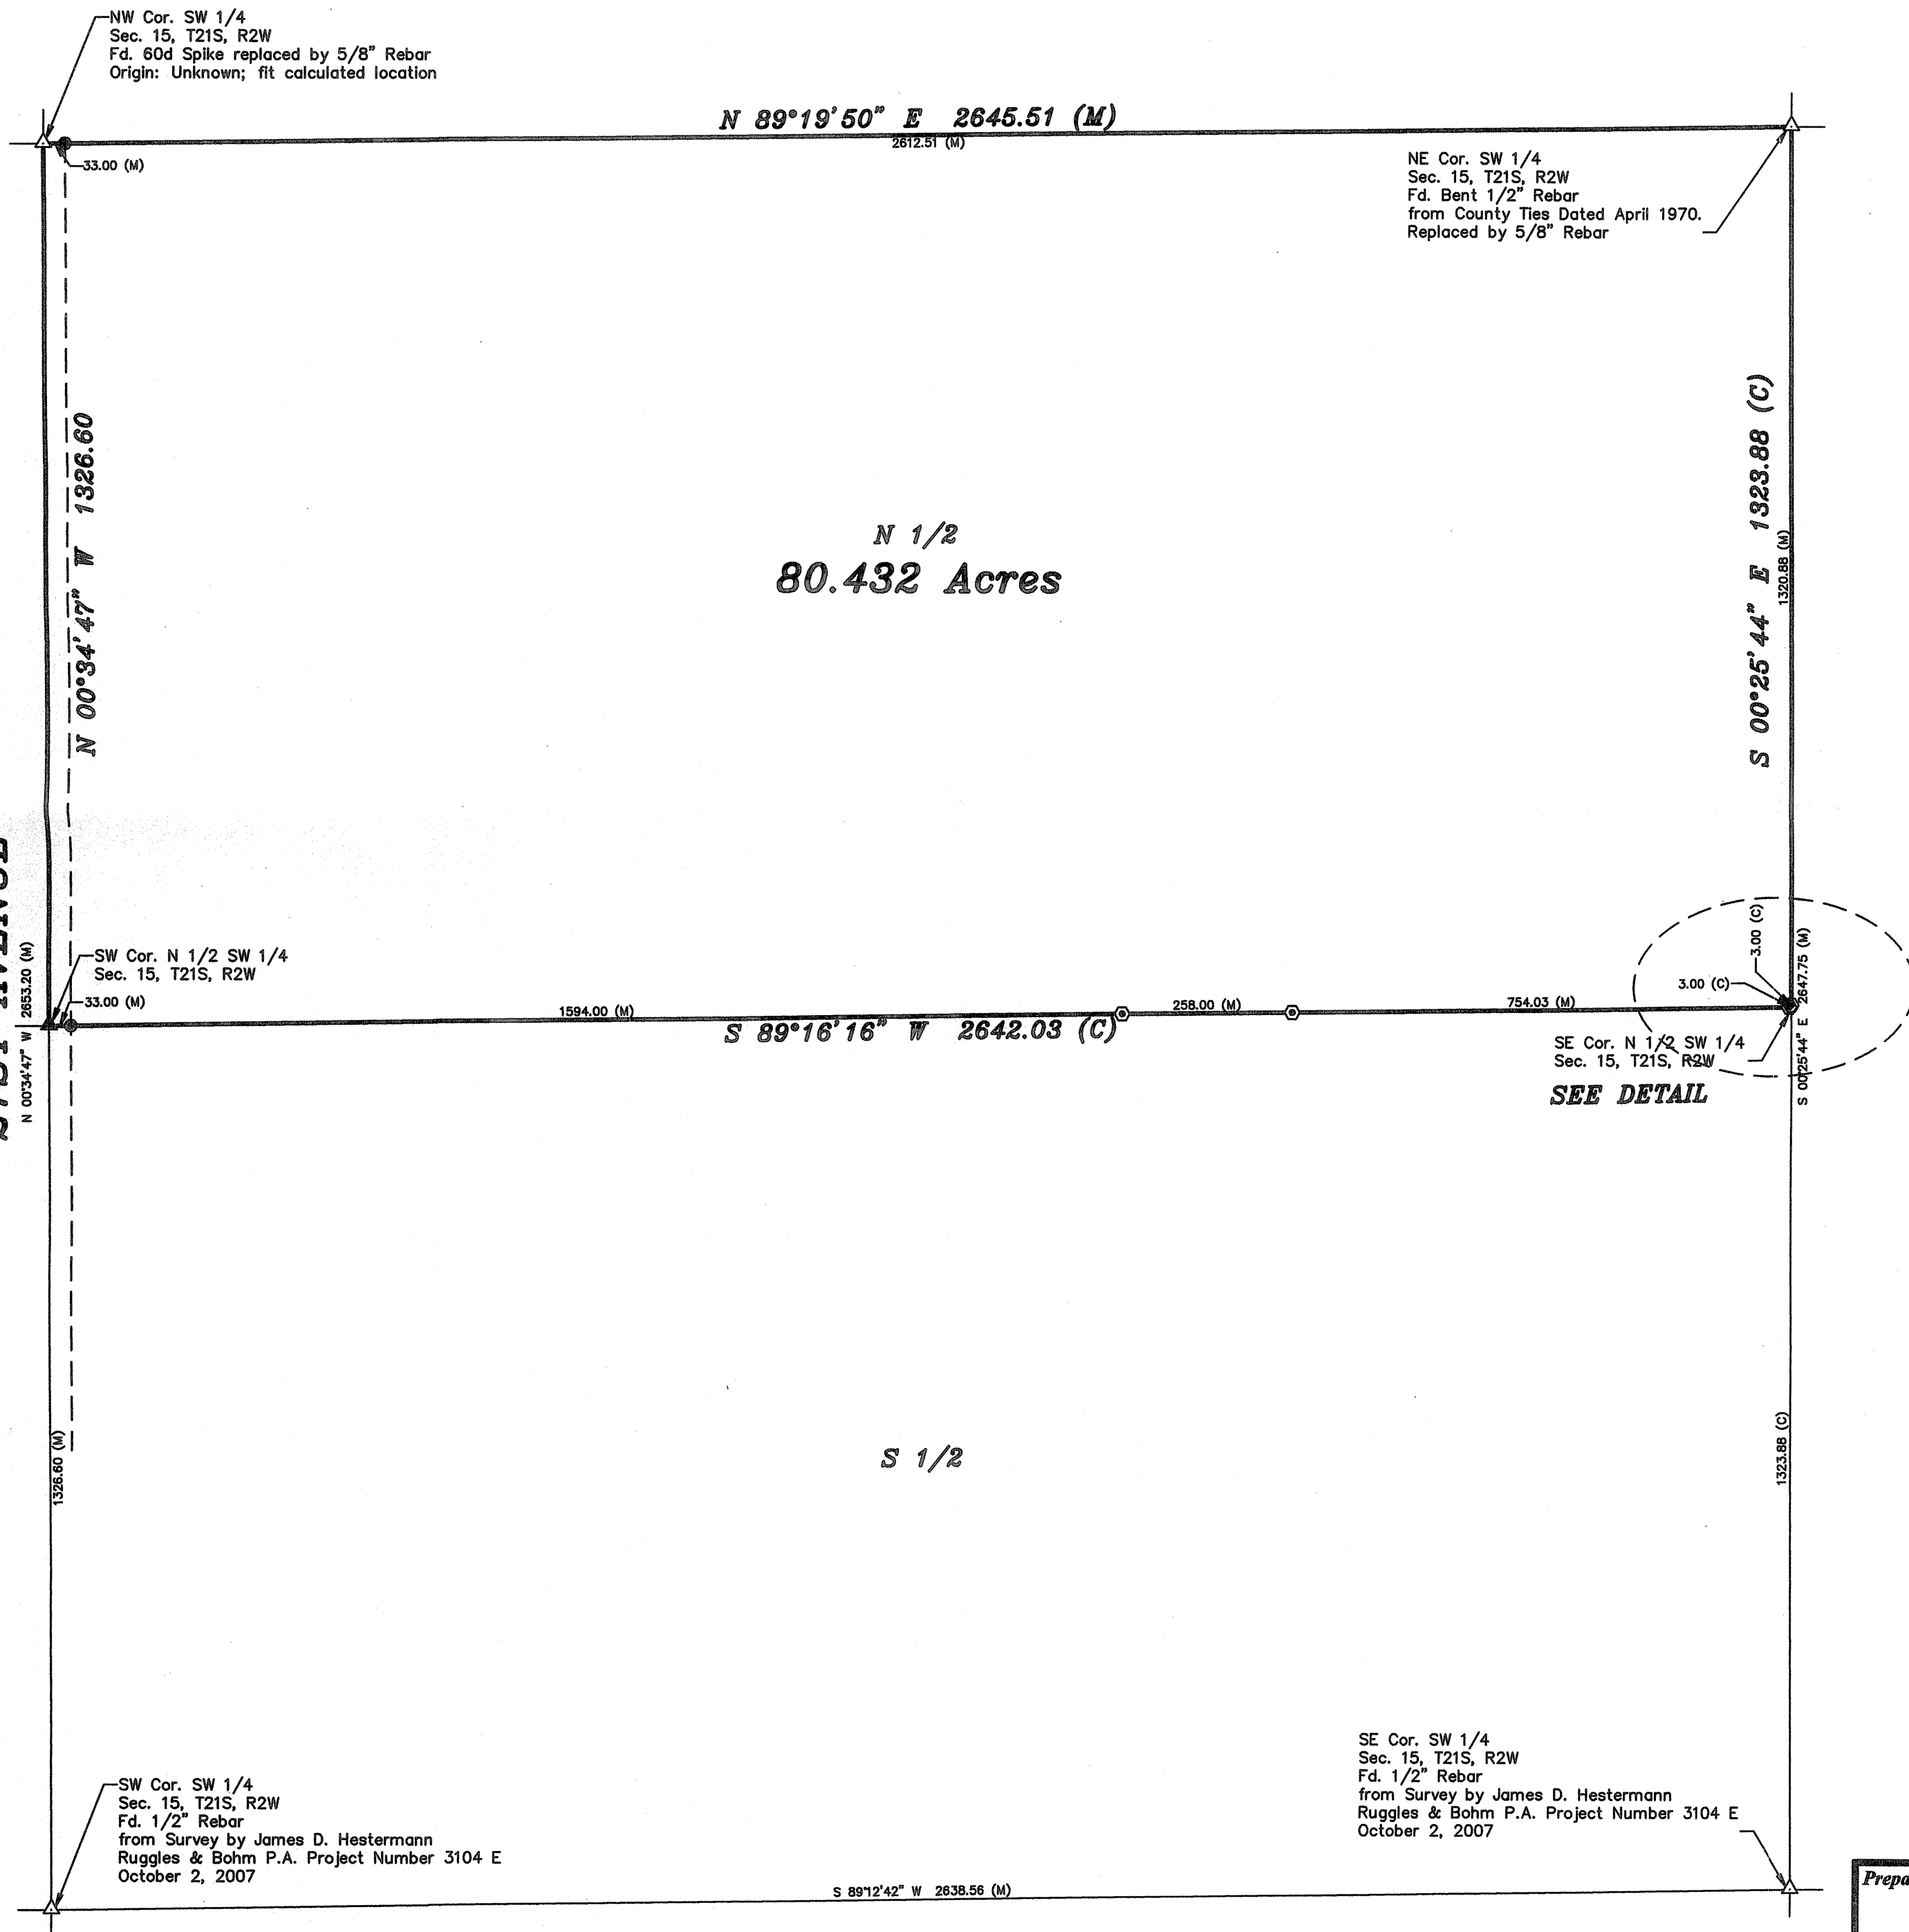 NW Cor. SW 1/4
Sec. 15, T21S, R2W
Fd. 60d Spike replaced by 5/8" Rebar
Origin: Unknown; fit calculated location
N 89°19'50" E 2645.51 (M)
2612.51 (M)
33.00 (M)
NE Cor. SW 1/4
Sec. 15, T21S, R2W
Fd. Bent 1/2" Rebar
from County Ties Dated April 1970.
Replaced by 5/8" Rebar
N 00°34'47" W 1326.60
S 00°25'44" E 1323.88 (C)
1320.88 (M)
N 1/2
80.432 Acres
N 00°34'47" W 2653.20 (M)
SW Cor. N 1/2 SW 1/4
Sec. 15, T21S, R2W
33.00 (M)
1594.00 (M)
258.00 (M)
754.03 (M)
S 89°16'16" W 2642.03 (C)
3.00 (C)
3.00 (C)
S 00°25'44" E 2647.75 (M)
SE Cor. N 1/2 SW 1/4
Sec. 15, T21S, R2W
SEE DETAIL
1326.60 (M)
S 1/2
1323.88 (C)
SW Cor. SW 1/4
Sec. 15, T21S, R2W
Fd. 1/2" Rebar
from Survey by James D. Hestermann
Ruggles & Bohm P.A. Project Number 3104 E
October 2, 2007
SE Cor. SW 1/4
Sec. 15, T21S, R2W
Fd. 1/2" Rebar
from Survey by James D. Hestermann
Ruggles & Bohm P.A. Project Number 3104 E
October 2, 2007
S 89°12'42" W 2638.56 (M)
Prepa